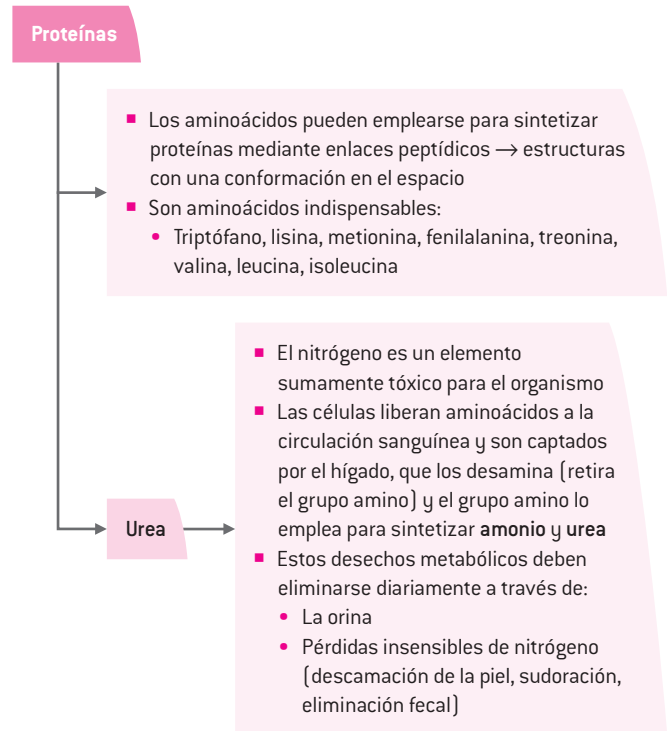 Proteínas
■ Los aminoácidos pueden emplearse para sintetizar
proteínas mediante enlaces peptídicos → estructuras
con una conformación en el espacio
■ Son aminoácidos indispensables:
• Triptófano, lisina, metionina, fenilalanina, treonina,
valina, leucina, isoleucina
Urea
■ El nitrógeno es un elemento
sumamente tóxico para el organismo
■ Las células liberan aminoácidos a la
circulación sanguínea y son captados
por el hígado, que los desamina (retira
el grupo amino) y el grupo amino lo
emplea para sintetizar amonio y urea
■ Estos desechos metabólicos deben
eliminarse diariamente a través de:
• La orina
• Pérdidas insensibles de nitrógeno
(descamación de la piel, sudoración,
eliminación fecal)